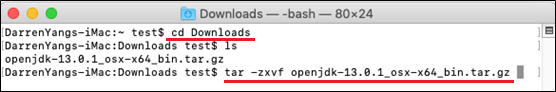 Downloads — -bash — 80×24
[DarrenYangs-iMac:~ test$ cd Downloads ]
[DarrenYangs-iMac:Downloads test$ ls ]
openjdk-13.0.1_osx-x64_bin.tar.gz
[DarrenYangs-iMac:Downloads test$ tar -zxvf openjdk-13.0.1_osx-x64_bin.tar.gz ]